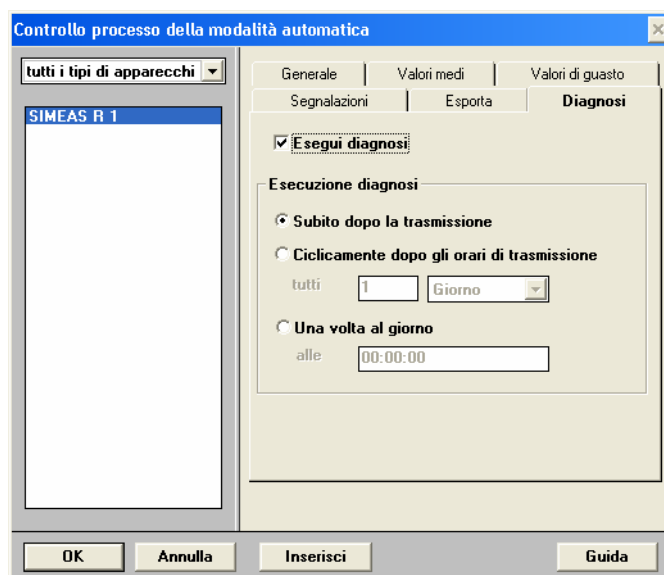 Controllo processo della modalità automatica
tutti i tipi di apparecchi
SIMEAS R 1
Generale
Valori medi
Valori di guasto
Segnalazioni
Esporta
Diagnosi
Esegui diagnosi
Esecuzione diagnosi
Subito dopo la trasmissione
Ciclicamente dopo gli orari di trasmissione
tutti 1 Giorno
Una volta al giorno
alle 00:00:00
OK
Annulla
Inserisci
Guida